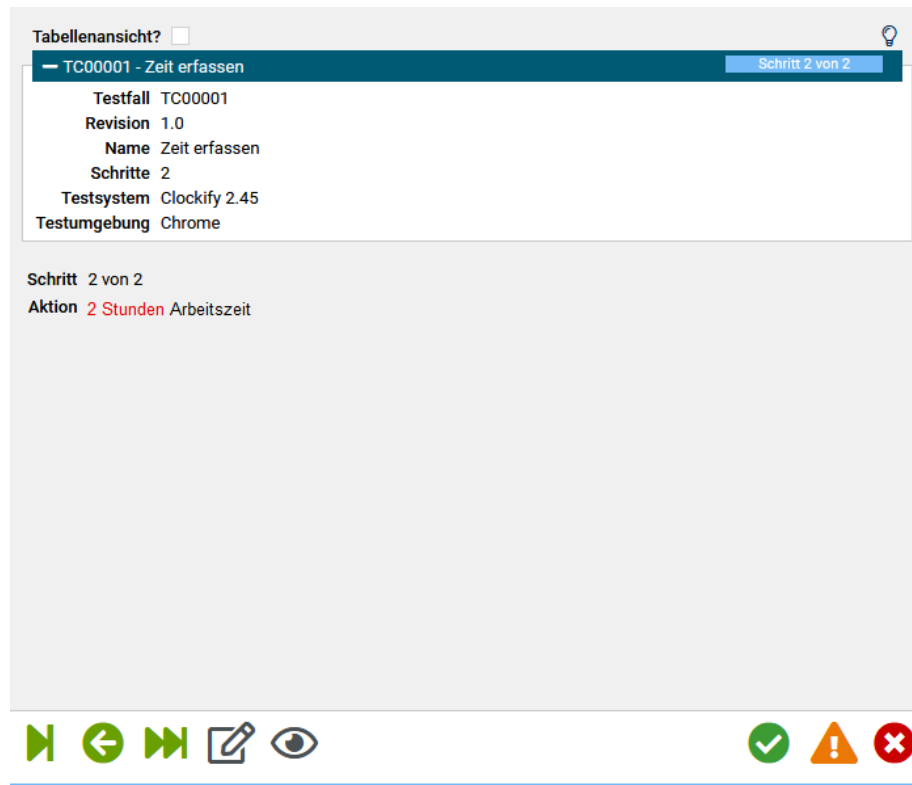 Tabellenansicht?
TC00001 - Zeit erfassen Schritt 2 von 2
Testfall TC00001
Revision 1.0
Name Zeit erfassen
Schritte 2
Testsystem Clockify 2.45
Testumgebung Chrome
Schritt 2 von 2
Aktion 2 Stunden Arbeitszeit